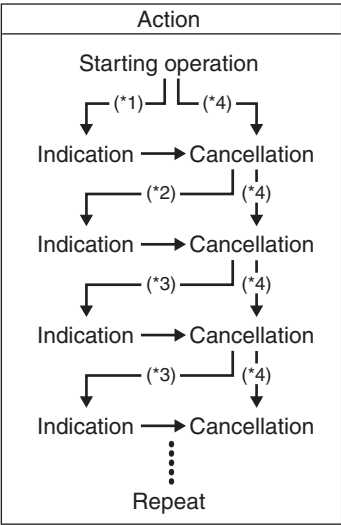 Action
Starting operation
(*1) (*4)
Indication Cancellation
(*2) (*4)
Indication Cancellation
(*3) (*4)
Indication Cancellation
(*3) (*4)
Indication Cancellation
Repeat